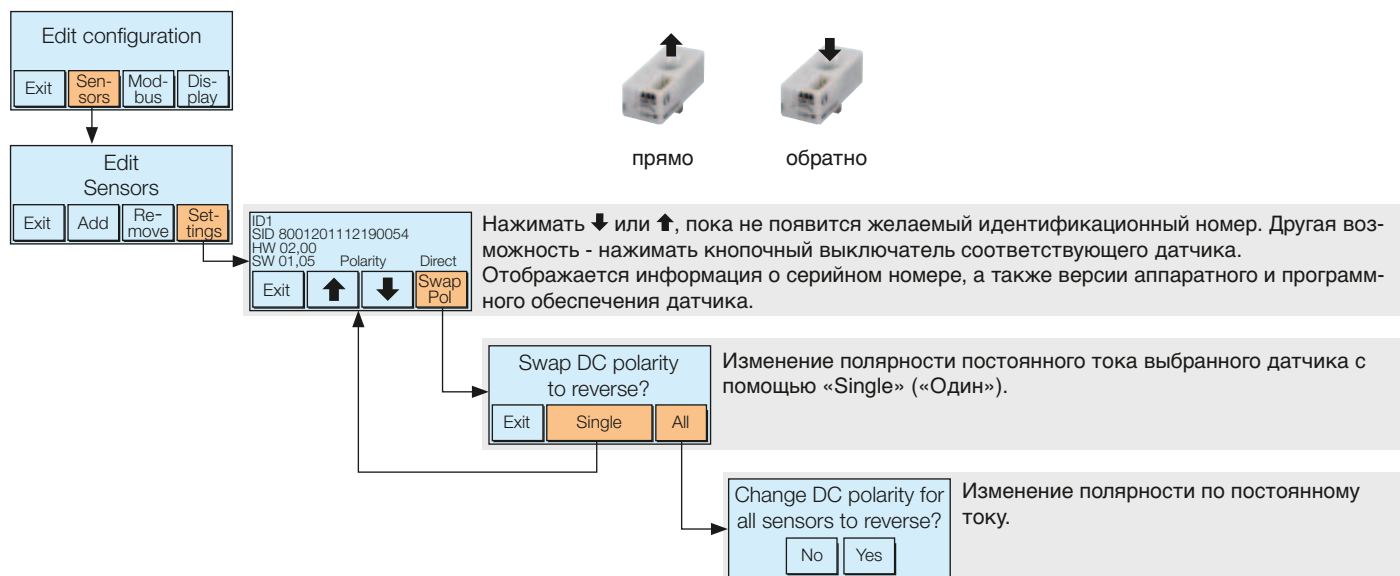 Edit configuration
Exit
Sen-
sors
Mod-
bus
Dis-
play
прямо
обратно
Edit
Sensors
Exit
Add
Re-
move
Set-
tings
ID1
SID 8001201112190054
HW 02,00
SW 01,05 Polarity Direct
Exit
Swap
Pol
Нажимать ⬇ или ⬆, пока не появится желаемый идентификационный номер. Другая воз-
можность - нажимать кнопочный выключатель соответствующего датчика.
Отображается информация о серийном номере, а также версии аппаратного и программ-
ного обеспечения датчика.
Swap DC polarity
to reverse?
Exit
Single
All
Изменение полярности постоянного тока выбранного датчика с
помощью «Single» («Один»).
Change DC polarity for
all sensors to reverse?
No
Yes
Изменение полярности по постоянному
току.